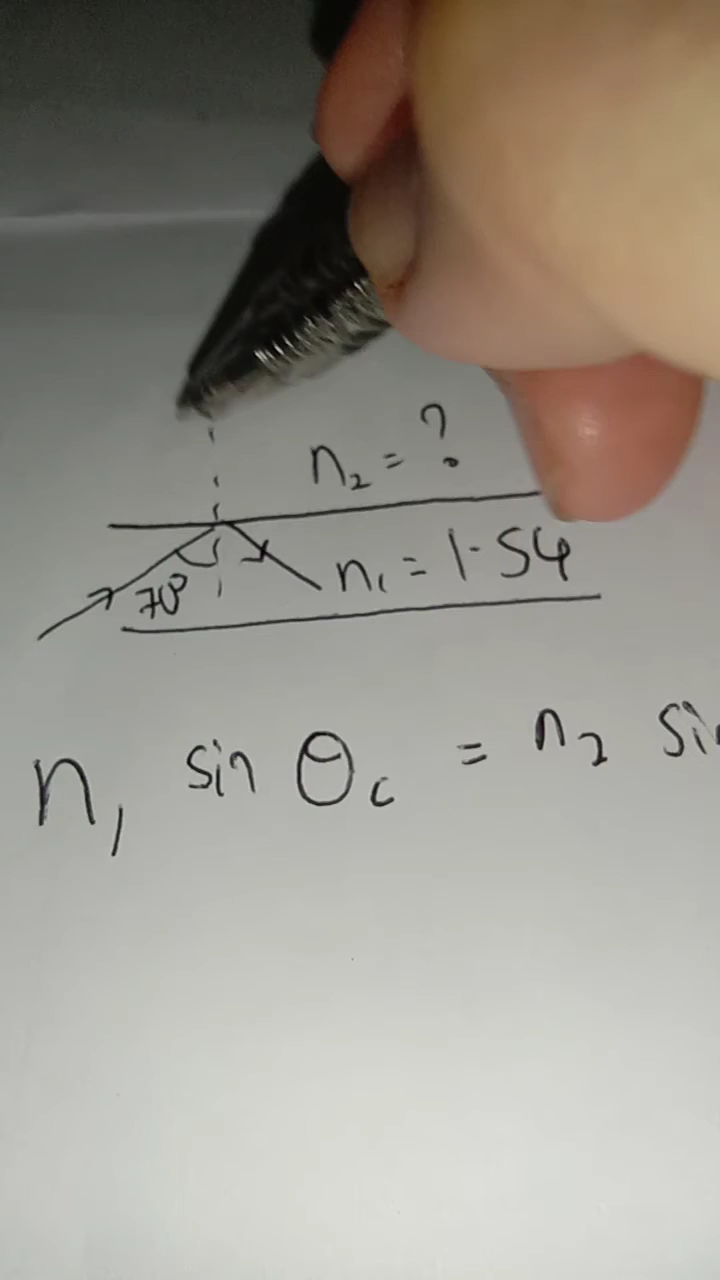 n₂ = ?
n₁ = 1.54
70°
n₁ sin θc = n₂ si